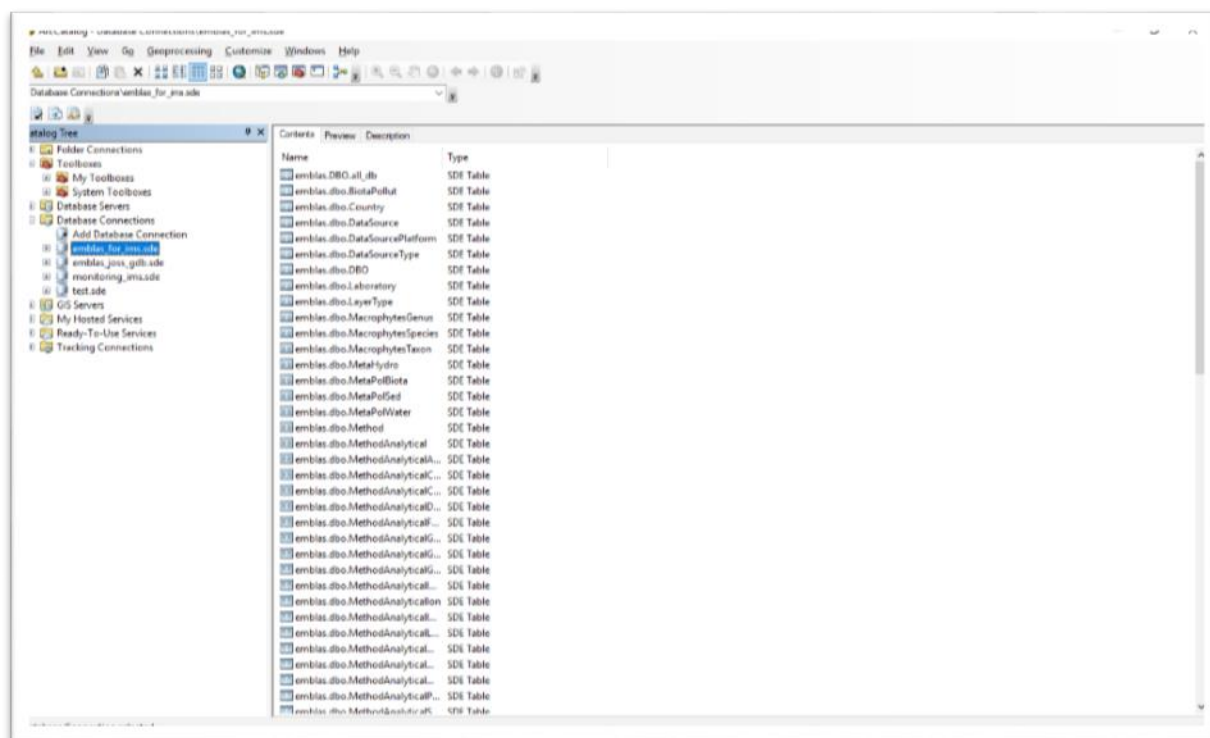 ArcCatalog - Database Connections\emblas_for_ims.sde
File Edit View Go Geoprocessing Customize Windows Help
Database Connections\emblas_for_ims.sde
atalog Tree
Folder Connections
Toolboxes
My Toolboxes
System Toolboxes
Database Servers
Database Connections
Add Database Connection
emblas_for_ims.sde
emblas_joss_gdb.sde
monitoring_ims.sde
test.sde
GIS Servers
My Hosted Services
Ready-To-Use Services
Tracking Connections
Contents Preview Description
Name Type
emblas.DBO.all_db SDE Table
emblas.dbo.BiotaPollut SDE Table
emblas.dbo.Country SDE Table
emblas.dbo.DataSource SDE Table
emblas.dbo.DataSourcePlatform SDE Table
emblas.dbo.DataSourceType SDE Table
emblas.dbo.DBO SDE Table
emblas.dbo.Laboratory SDE Table
emblas.dbo.LayerType SDE Table
emblas.dbo.MacrophytesGenus SDE Table
emblas.dbo.MacrophytesSpecies SDE Table
emblas.dbo.MacrophytesTaxon SDE Table
emblas.dbo.MetaHydro SDE Table
emblas.dbo.MetaPolBiota SDE Table
emblas.dbo.MetaPolSed SDE Table
emblas.dbo.MetaPolWater SDE Table
emblas.dbo.Method SDE Table
emblas.dbo.MethodAnalytical SDE Table
emblas.dbo.MethodAnalyticalA... SDE Table
emblas.dbo.MethodAnalyticalC... SDE Table
emblas.dbo.MethodAnalyticalC... SDE Table
emblas.dbo.MethodAnalyticalD... SDE Table
emblas.dbo.MethodAnalyticalF... SDE Table
emblas.dbo.MethodAnalyticalG... SDE Table
emblas.dbo.MethodAnalyticalG... SDE Table
emblas.dbo.MethodAnalyticalG... SDE Table
emblas.dbo.MethodAnalyticalI... SDE Table
emblas.dbo.MethodAnalyticalIon SDE Table
emblas.dbo.MethodAnalyticalI... SDE Table
emblas.dbo.MethodAnalyticalL... SDE Table
emblas.dbo.MethodAnalytical... SDE Table
emblas.dbo.MethodAnalytical... SDE Table
emblas.dbo.MethodAnalytical... SDE Table
emblas.dbo.MethodAnalyticalP... SDE Table
emblas.dbo.MethodAnalyticalS SDE Table